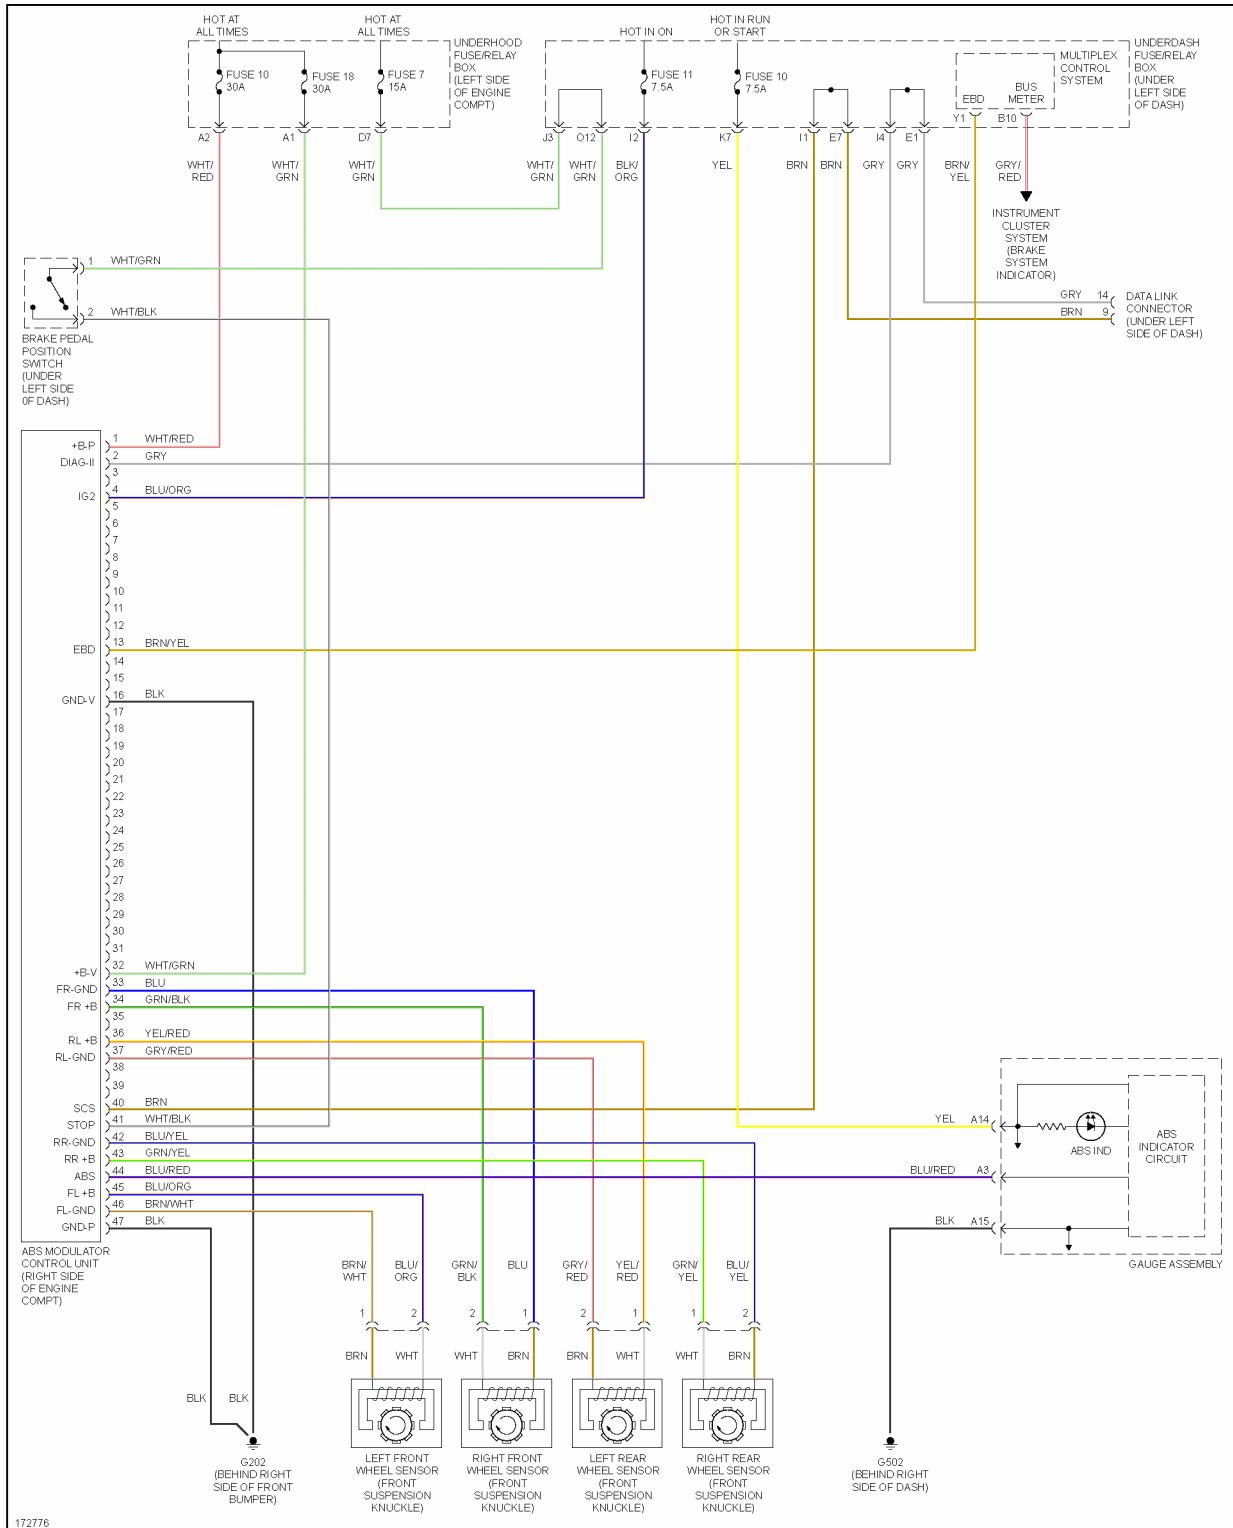 HOT AT
ALL TIMES
HOT AT
ALL TIMES
HOT IN ON
HOT IN RUN
OR START
UNDERHOOD
FUSE/RELAY
BOX
(LEFT SIDE
OF ENGINE
COMPT)
UNDERDASH
FUSE/RELAY
BOX
(UNDER
LEFT SIDE
OF DASH)
FUSE 10
30A
FUSE 18
30A
FUSE 7
15A
FUSE 11
7.5A
FUSE 10
7.5A
MULTIPLEX
CONTROL
SYSTEM
EBD
BUS
METER
A2
A1
D7
J3
O12
I2
K7
I1
E7
I4
E1
Y1
B10
WHT/
RED
WHT/
GRN
WHT/
GRN
WHT/
GRN
WHT/
GRN
BLK/
ORG
YEL
BRN
BRN
GRY
GRY
BRN/
YEL
GRY/
RED
INSTRUMENT
CLUSTER
SYSTEM
(BRAKE
SYSTEM
INDICATOR)
1 WHT/GRN
2 WHT/BLK
BRAKE PEDAL
POSITION
SWITCH
(UNDER
LEFT SIDE
0F DASH)
GRY 14
BRN 9
DATA LINK
CONNECTOR
(UNDER LEFT
SIDE OF DASH)
+B-P 1 WHT/RED
DIAG-II 2 GRY
3
IG2 4 BLU/ORG
5
6
7
8
9
10
11
12
EBD 13 BRN/YEL
14
15
GND-V 16 BLK
17
18
19
20
21
22
23
24
25
26
27
28
29
30
31
+B-V 32 WHT/GRN
FR-GND 33 BLU
FR +B 34 GRN/BLK
35
RL +B 36 YEL/RED
RL-GND 37 GRY/RED
38
39
SCS 40 BRN
STOP 41 WHT/BLK
RR-GND 42 BLU/YEL
RR +B 43 GRN/YEL
ABS 44 BLU/RED
FL +B 45 BLU/ORG
FL-GND 46 BRN/WHT
GND-P 47 BLK
ABS MODULATOR
CONTROL UNIT
(RIGHT SIDE
OF ENGINE
COMPT)
YEL A14
BLU/RED A3
BLK A15
ABS IND
ABS
INDICATOR
CIRCUIT
GAUGE ASSEMBLY
BRN/
WHT
BLU/
ORG
GRN/
BLK
BLU
GRY/
RED
YEL/
RED
GRN/
YEL
BLU/
YEL
1 2 2 1 2 1 1 2
BRN WHT WHT BRN BRN WHT WHT BRN
BLK BLK
G202
(BEHIND RIGHT
SIDE OF FRONT
BUMPER)
LEFT FRONT
WHEEL SENSOR
(FRONT
SUSPENSION
KNUCKLE)
RIGHT FRONT
WHEEL SENSOR
(FRONT
SUSPENSION
KNUCKLE)
LEFT REAR
WHEEL SENSOR
(FRONT
SUSPENSION
KNUCKLE)
RIGHT REAR
WHEEL SENSOR
(FRONT
SUSPENSION
KNUCKLE)
G502
(BEHIND RIGHT
SIDE OF DASH)
172776